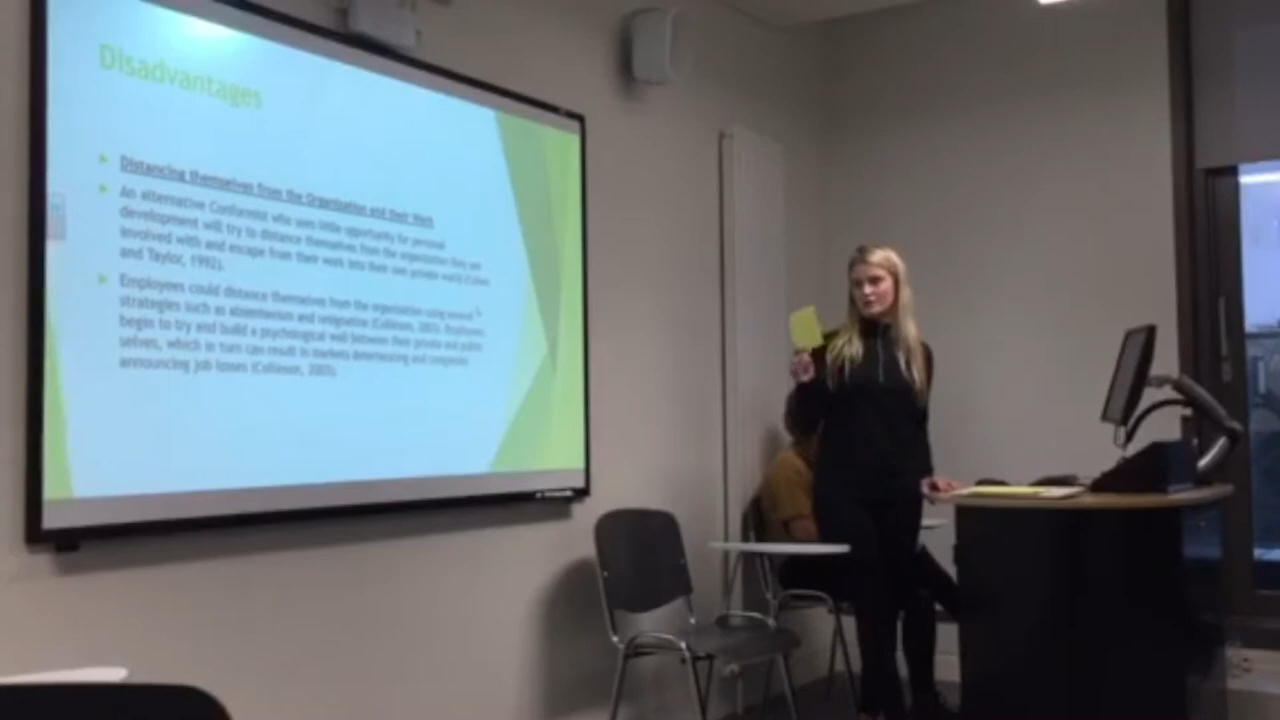 Disadvantages
Distancing themselves from the Organization and their Work
An alternative Conformist who sees little opportunity for personal
development will try to distance themselves from the organization they are
involved with and escape from their work into their own private world (Cohen
and Taylor, 1992).
Employees could distance themselves from the organisation using several
strategies such as absenteeism and resignation (Collinson, 2003). Employees
begin to try and build a psychological wall between their private and public
selves, which in turn can result in markets deteriorating and companies
announcing job losses (Collinson, 2003).